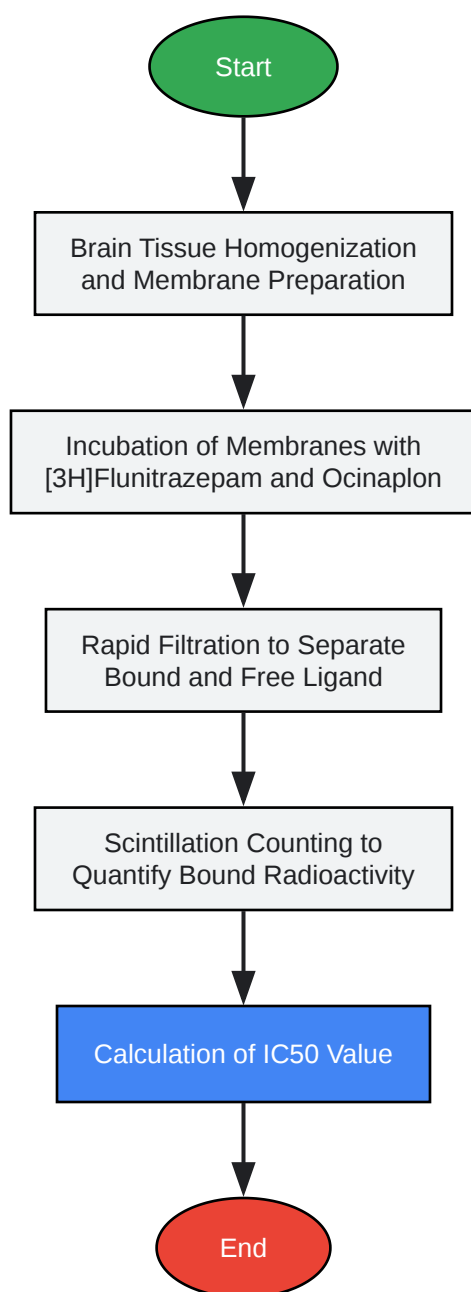 Start
Brain Tissue Homogenization
and Membrane Preparation
Incubation of Membranes with
[3H]Flunitrazepam and Ocinaplon
Rapid Filtration to Separate
Bound and Free Ligand
Scintillation Counting to
Quantify Bound Radioactivity
Calculation of IC50 Value
End